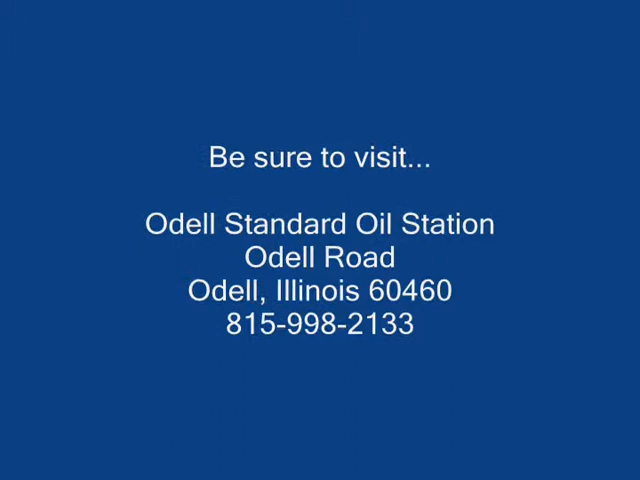 Be sure to visit...
Odell Standard Oil Station
Odell Road
Odell, Illinois 60460
815-998-2133